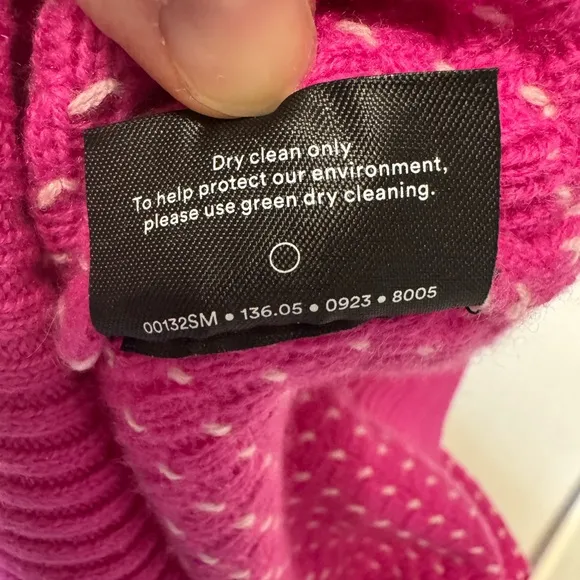 Dry clean only
To help protect our environment,
please use green dry cleaning.
00132SM • 136.05 • 0923 • 8005